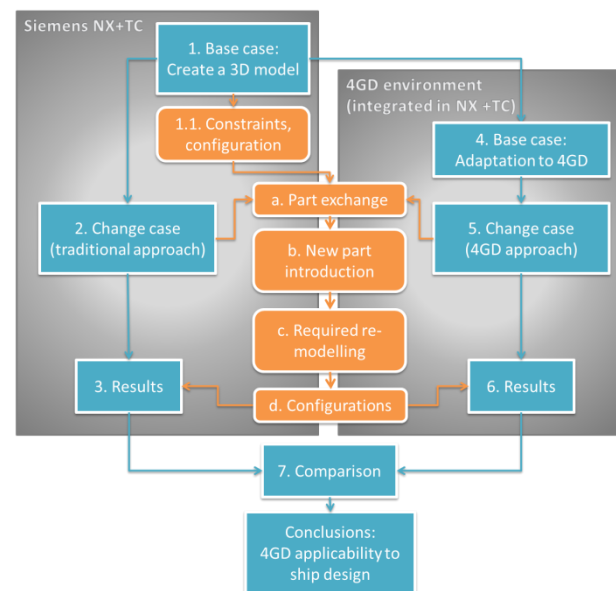 Siemens NX+TC
1. Base case:
Create a 3D model
4GD environment
(integrated in NX +TC)
1.1. Constraints,
configuration
4. Base case:
Adaptation to 4GD
a. Part exchange
2. Change case
(traditional approach)
b. New part
introduction
5. Change case
(4GD approach)
c. Required re-
modelling
3. Results
d. Configurations
6. Results
7. Comparison
Conclusions:
4GD applicability to
ship design